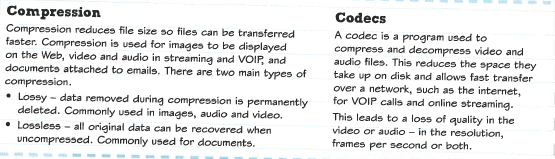 Compression
Compression reduces file size so files can be transferred
faster. Compression is used for images to be displayed
on the Web, video and audio in streaming and VOIP, and
documents attached to emails. There are two main types of
compression.
• Lossy – data removed during compression is permanently
deleted. Commonly used in images, audio and video.
• Lossless – all original data can be recovered when
uncompressed. Commonly used for documents.
Codecs
A codec is a program used to
compress and decompress video and
audio files. This reduces the space they
take up on disk and allows fast transfer
over a network, such as the internet,
for VOIP calls and online streaming.
This leads to a loss of quality in the
video or audio – in the resolution,
frames per second or both.